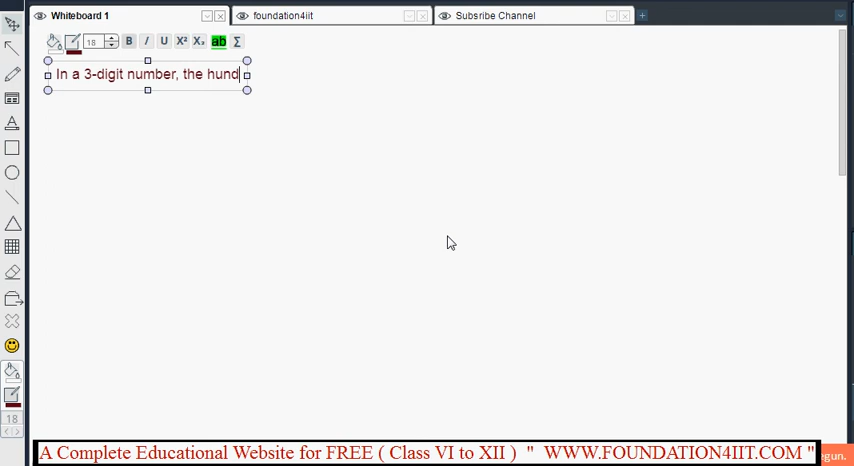 Whiteboard 1
foundation4iit
Subsribe Channel
18 B I U X² X₂ ab Σ
In a 3-digit number, the hund
18
A Complete Educational Website for FREE ( Class VI to XII ) " WWW.FOUNDATION4IIT.COM "
egun.